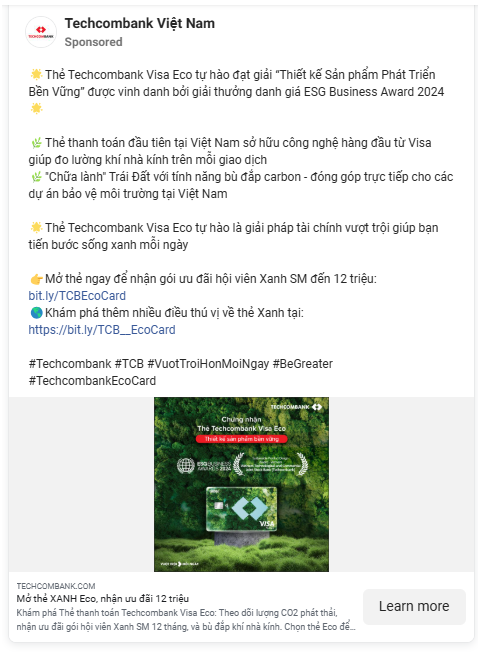 Techcombank Việt Nam
Sponsored
🌟Thẻ Techcombank Visa Eco tự hào đạt giải “Thiết kế Sản phẩm Phát Triển
Bền Vững” được vinh danh bởi giải thưởng danh giá ESG Business Award 2024
🌟
🌿Thẻ thanh toán đầu tiên tại Việt Nam sở hữu công nghệ hàng đầu từ Visa
giúp đo lường khí nhà kính trên mỗi giao dịch
🌿"Chữa lành" Trái Đất với tính năng bù đắp carbon - đóng góp trực tiếp cho các
dự án bảo vệ môi trường tại Việt Nam
🌟Thẻ Techcombank Visa Eco tự hào là giải pháp tài chính vượt trội giúp bạn
tiến bước sống xanh mỗi ngày
👉Mở thẻ ngay để nhận gói ưu đãi hội viên Xanh SM đến 12 triệu:
bit.ly/TCBEcoCard
🌏Khám phá thêm nhiều điều thú vị về thẻ Xanh tại:
https://bit.ly/TCB__EcoCard
#Techcombank #TCB #VuotTroiHonMoiNgay #BeGreater
#TechcombankEcoCard
TECHCOMBANK
Chứng nhận
Thẻ Techcombank Visa Eco
Thiết kế sản phẩm bền vững
ESG BUSINESS
AWARDS 2024
VISA
TECHCOMBANK.COM
Mở thẻ XANH Eco, nhận ưu đãi 12 triệu
Khám phá Thẻ thanh toán Techcombank Visa Eco: Theo dõi lượng CO2 phát thải,
nhận ưu đãi gói hội viên Xanh SM 12 tháng, và bù đắp khí nhà kính. Chọn thẻ Eco để...
Learn more